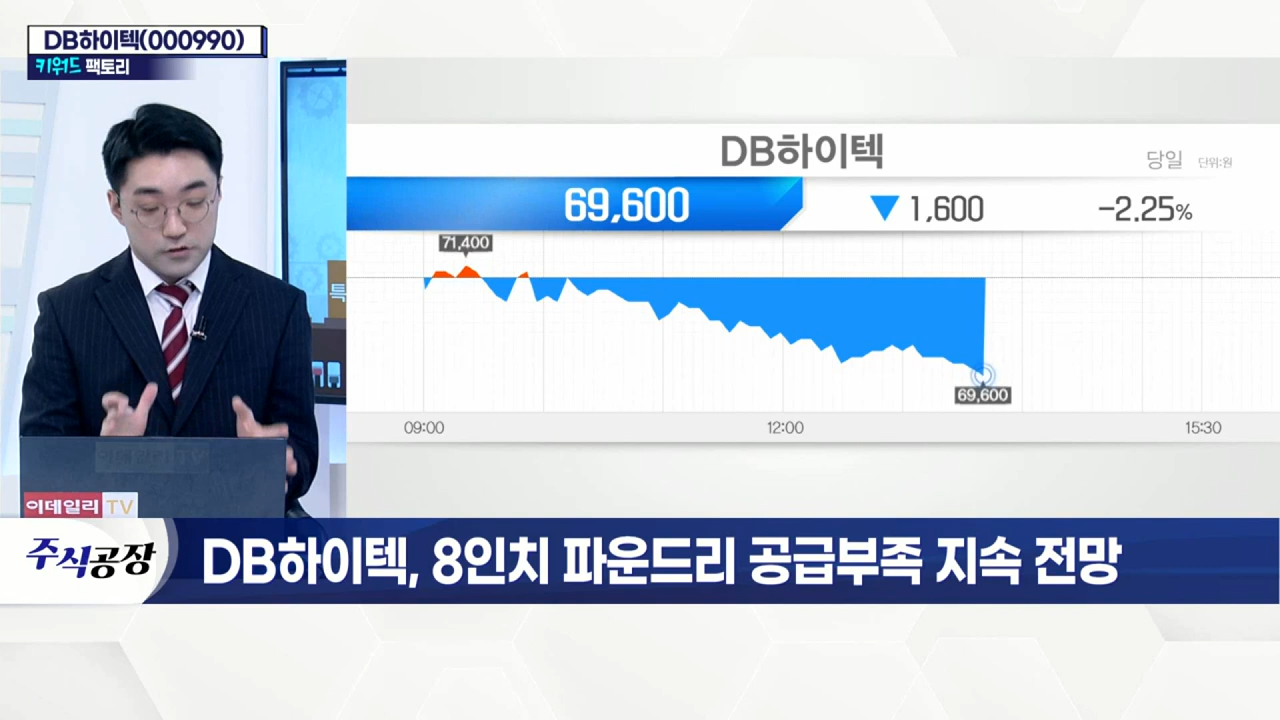 DB하이텍(000990)
키워드 팩토리
DB하이텍
당일 단위:원
69,600 ▼ 1,600 -2.25%
71,400
특
69,600
09:00 12:00 15:30
이데일리 TV
주식공장
DB하이텍, 8인치 파운드리 공급부족 지속 전망